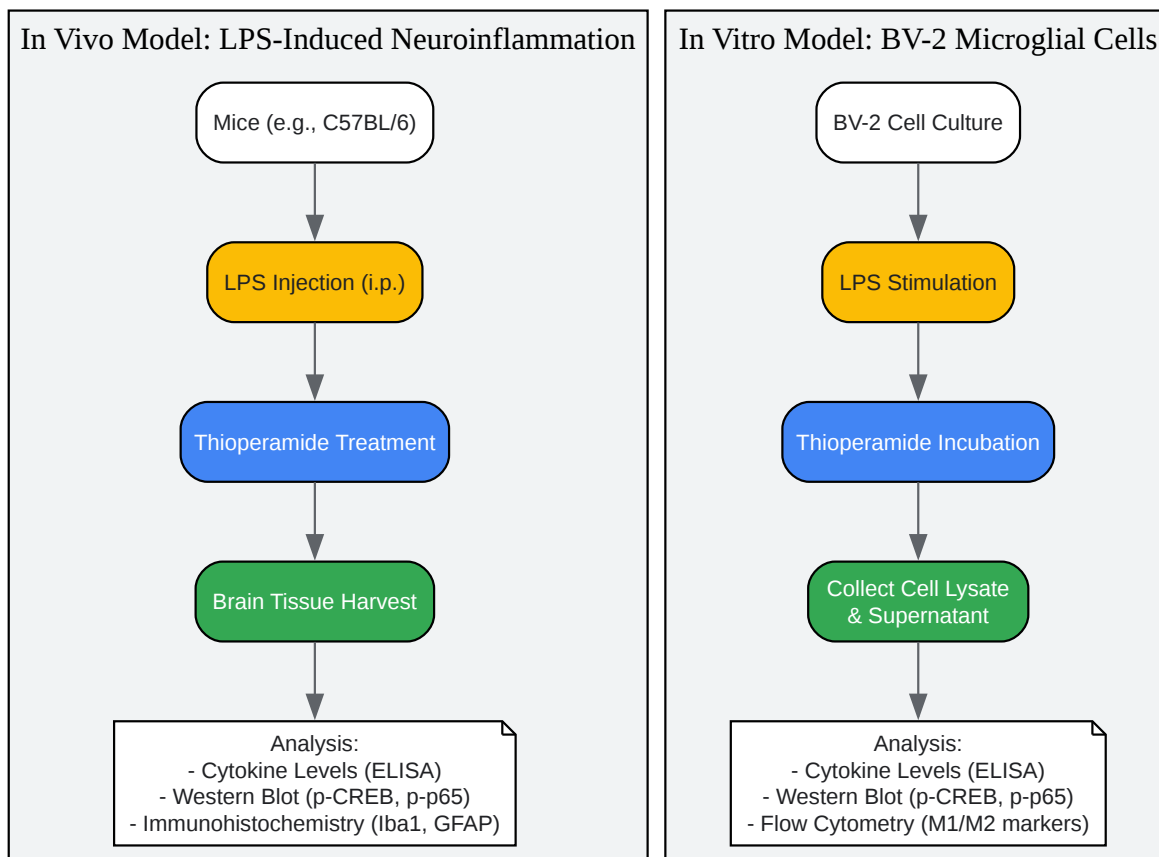 In Vivo Model: LPS-Induced Neuroinflammation
Mice (e.g., C57BL/6)
LPS Injection (i.p.)
Thioperamide Treatment
Brain Tissue Harvest
Analysis:
- Cytokine Levels (ELISA)
- Western Blot (p-CREB, p-p65)
- Immunohistochemistry (Iba1, GFAP)
In Vitro Model: BV-2 Microglial Cells
BV-2 Cell Culture
LPS Stimulation
Thioperamide Incubation
Collect Cell Lysate
& Supernatant
Analysis:
- Cytokine Levels (ELISA)
- Western Blot (p-CREB, p-p65)
- Flow Cytometry (M1/M2 markers)